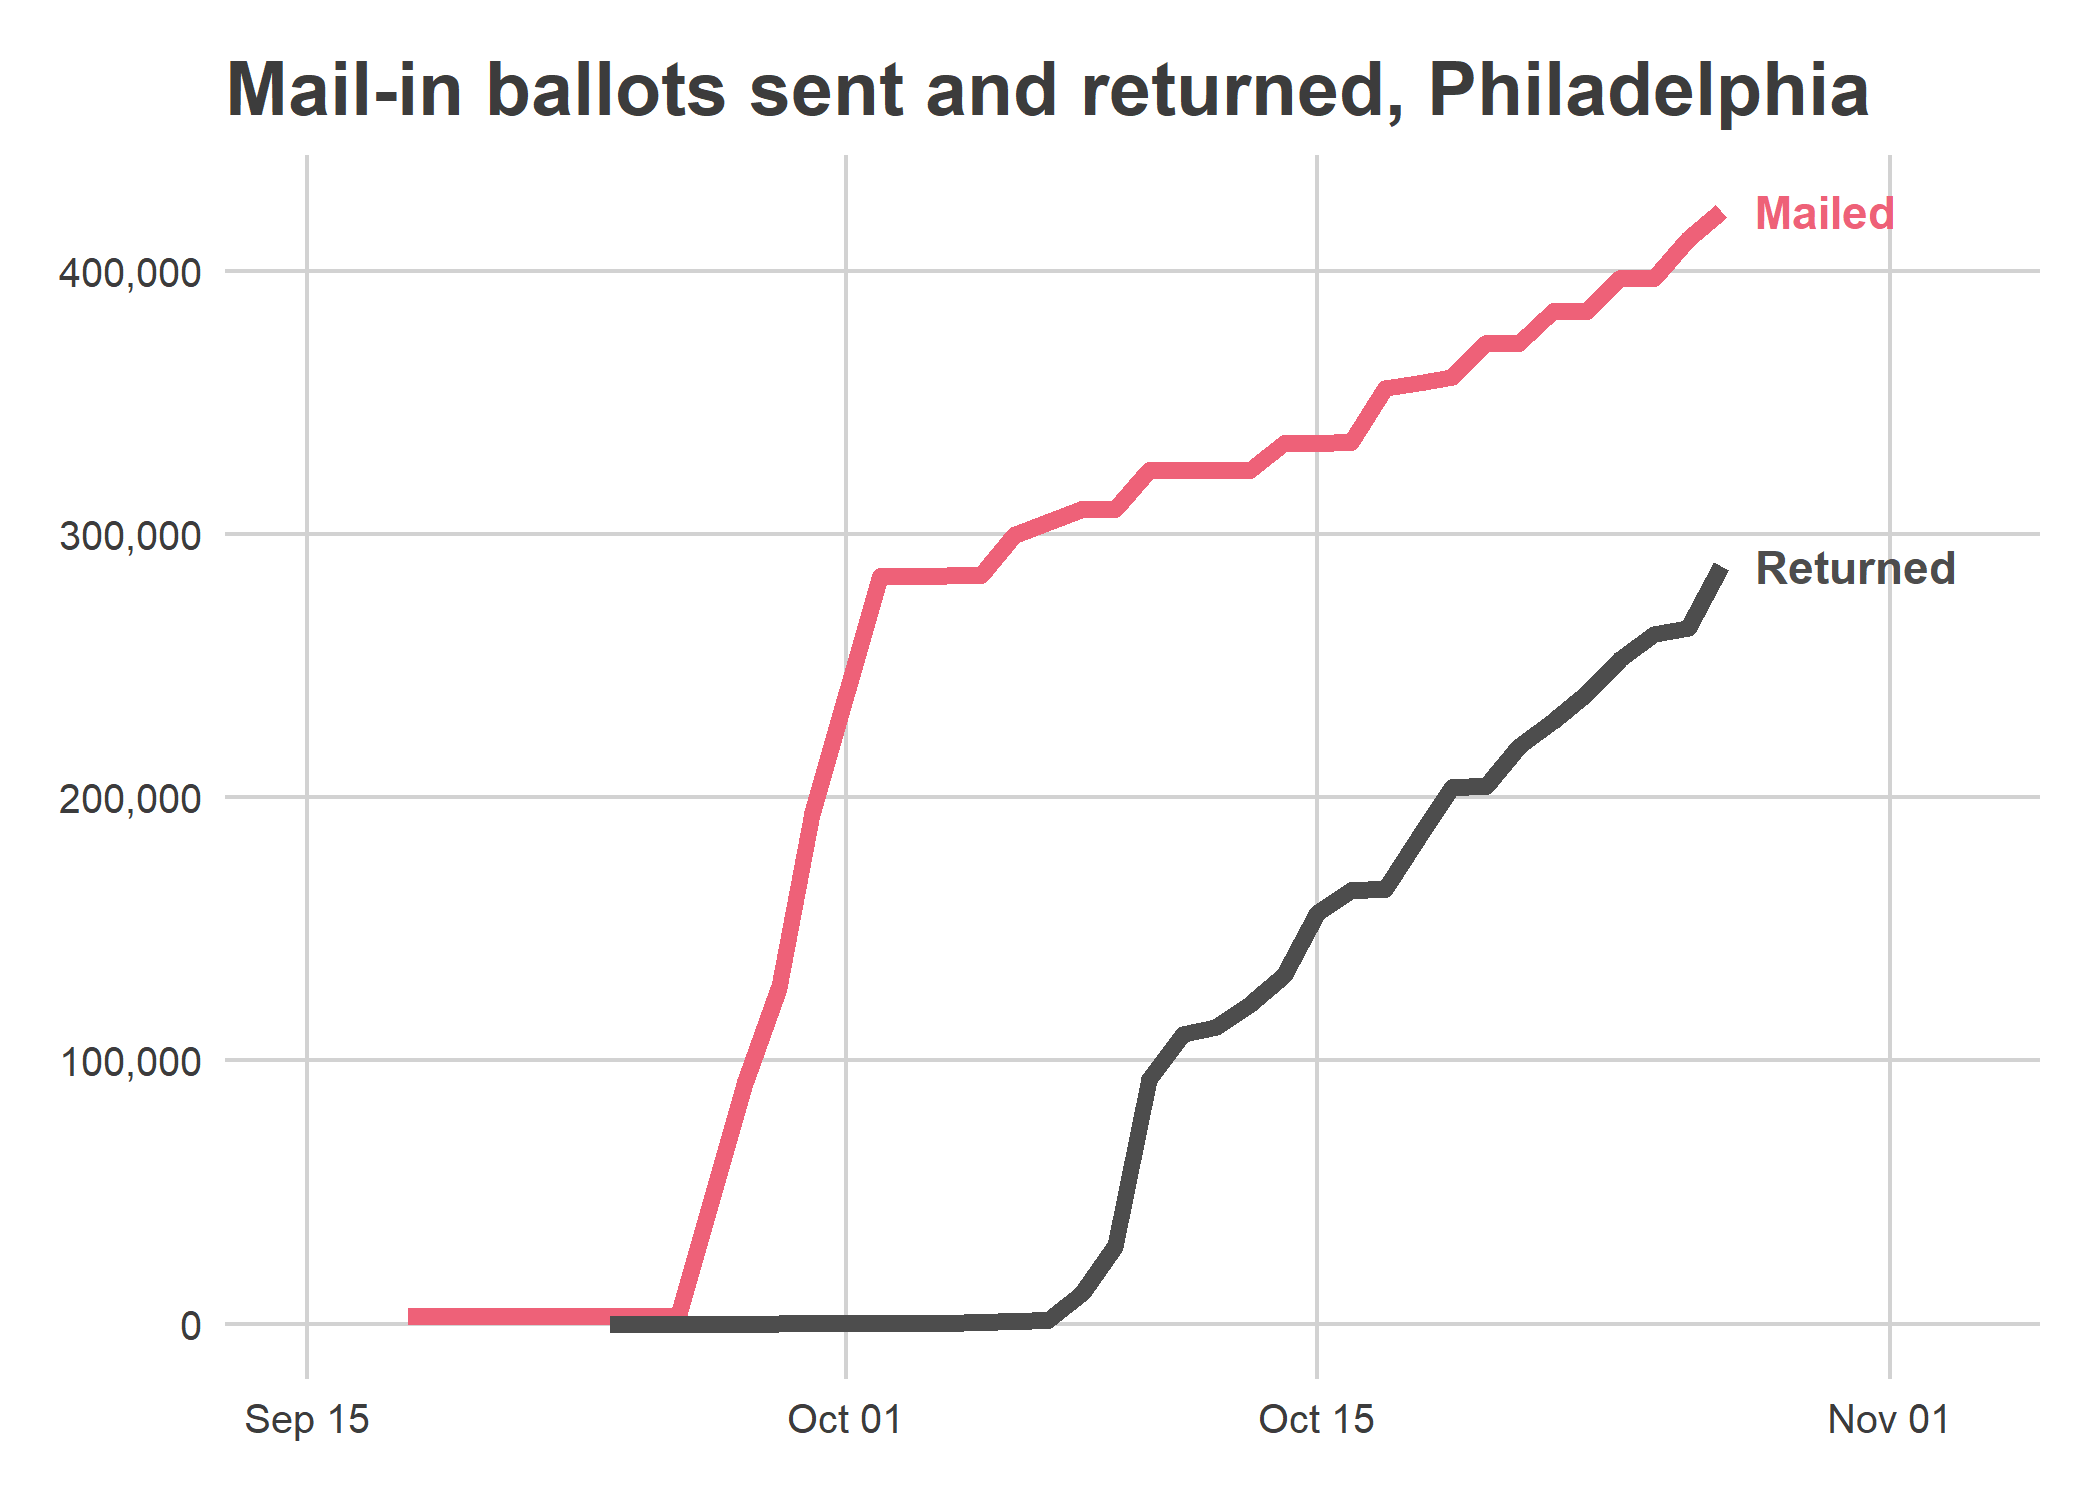 Mail-in ballots sent and returned, Philadelphia
Mailed
400,000
300,000
Returned
200,000
100,000
0
Sep 15
Oct 01
Oct 15
Nov 01